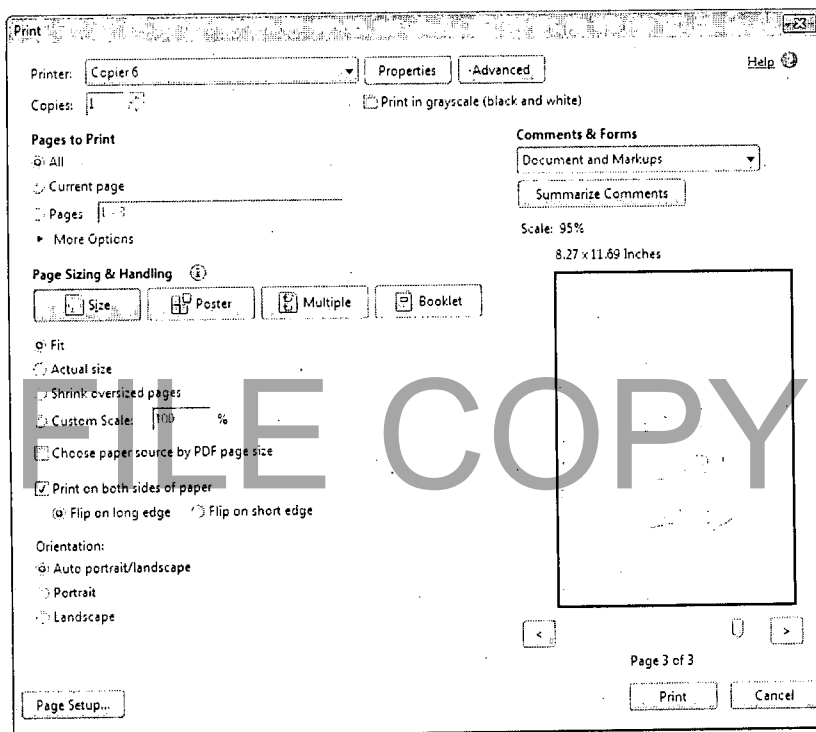 Print
Printer: Copier 6 Properties Advanced Help
Copies: 1 Print in grayscale (black and white)
Pages to Print
All
Current page
Pages 1 - 3
More Options
Comments & Forms
Document and Markups
Summarize Comments
Scale: 95%
8.27 x 11.69 Inches
Page Sizing & Handling
Size Poster Multiple Booklet
Fit
Actual size
Shrink oversized pages
Custom Scale: 100 %
Choose paper source by PDF page size
Print on both sides of paper
Flip on long edge Flip on short edge
Orientation:
Auto portrait/landscape
Portrait
Landscape
< >
Page 3 of 3
Page Setup... Print Cancel
FILE COPY